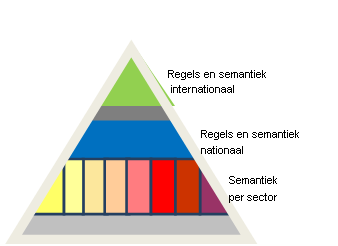 Regels en semantiek
internationaal
Regels en semantiek
nationaal
Semantiek
per sector